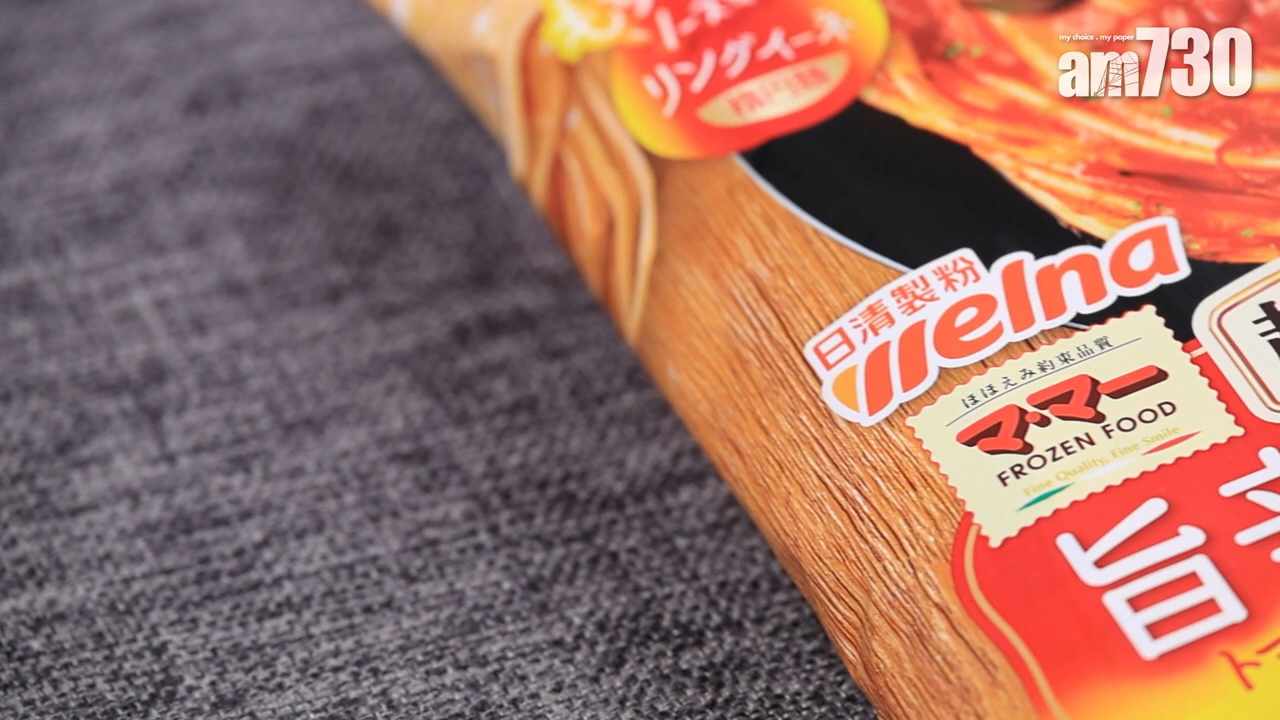 my choice . my paper
am730
リングイーネ
日清製粉
Welna
ほほえみ約束品質
マ・マー
FROZEN FOOD
Fine Quality, Fine Smile
旨辛